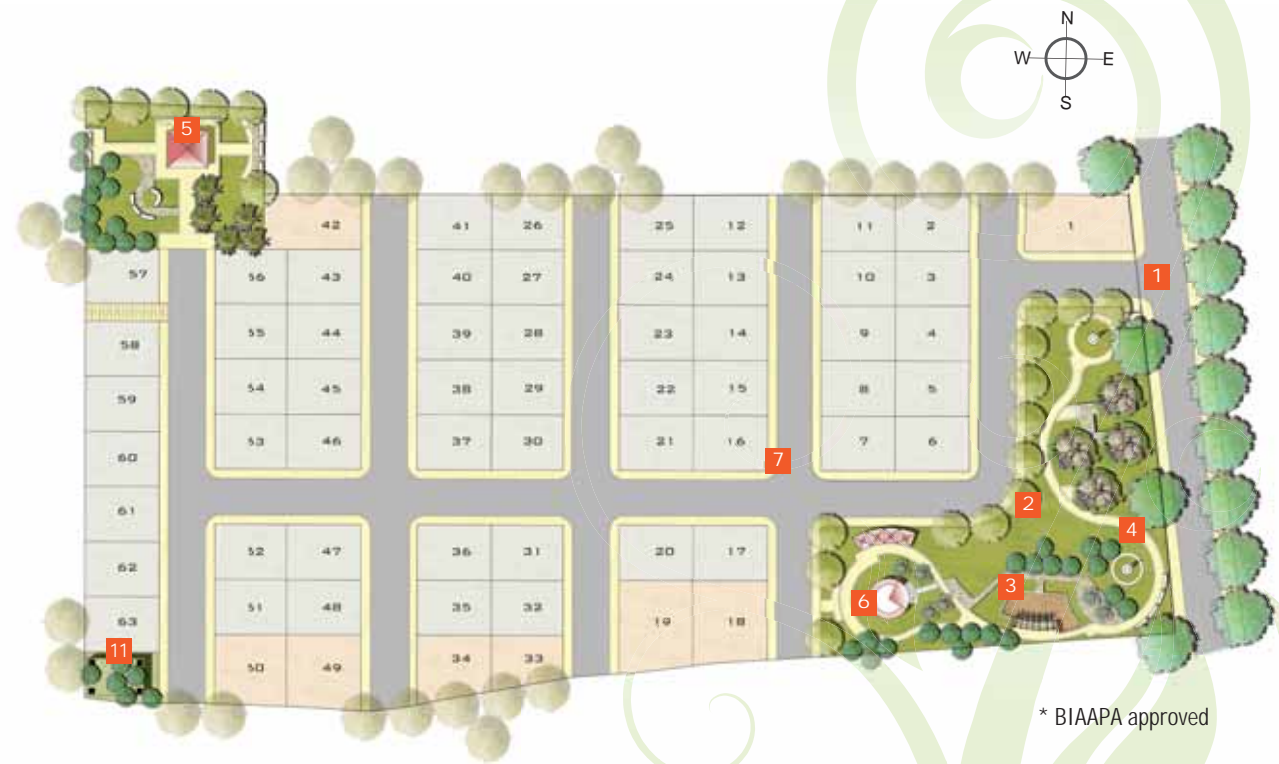 N
W E
S
5
42 41 26 25 12 11 2 1
57 56 43 40 27 24 13 10 3 1
58 55 44 39 28 23 14 9 4
59 54 45 38 29 22 15 8 5
60 53 46 37 30 21 16 7 6
7
61 2
62 52 47 36 31 20 17 4
63 51 48 35 32 19 18 6 3
11 50 49 34 33
* BIAAPA approved